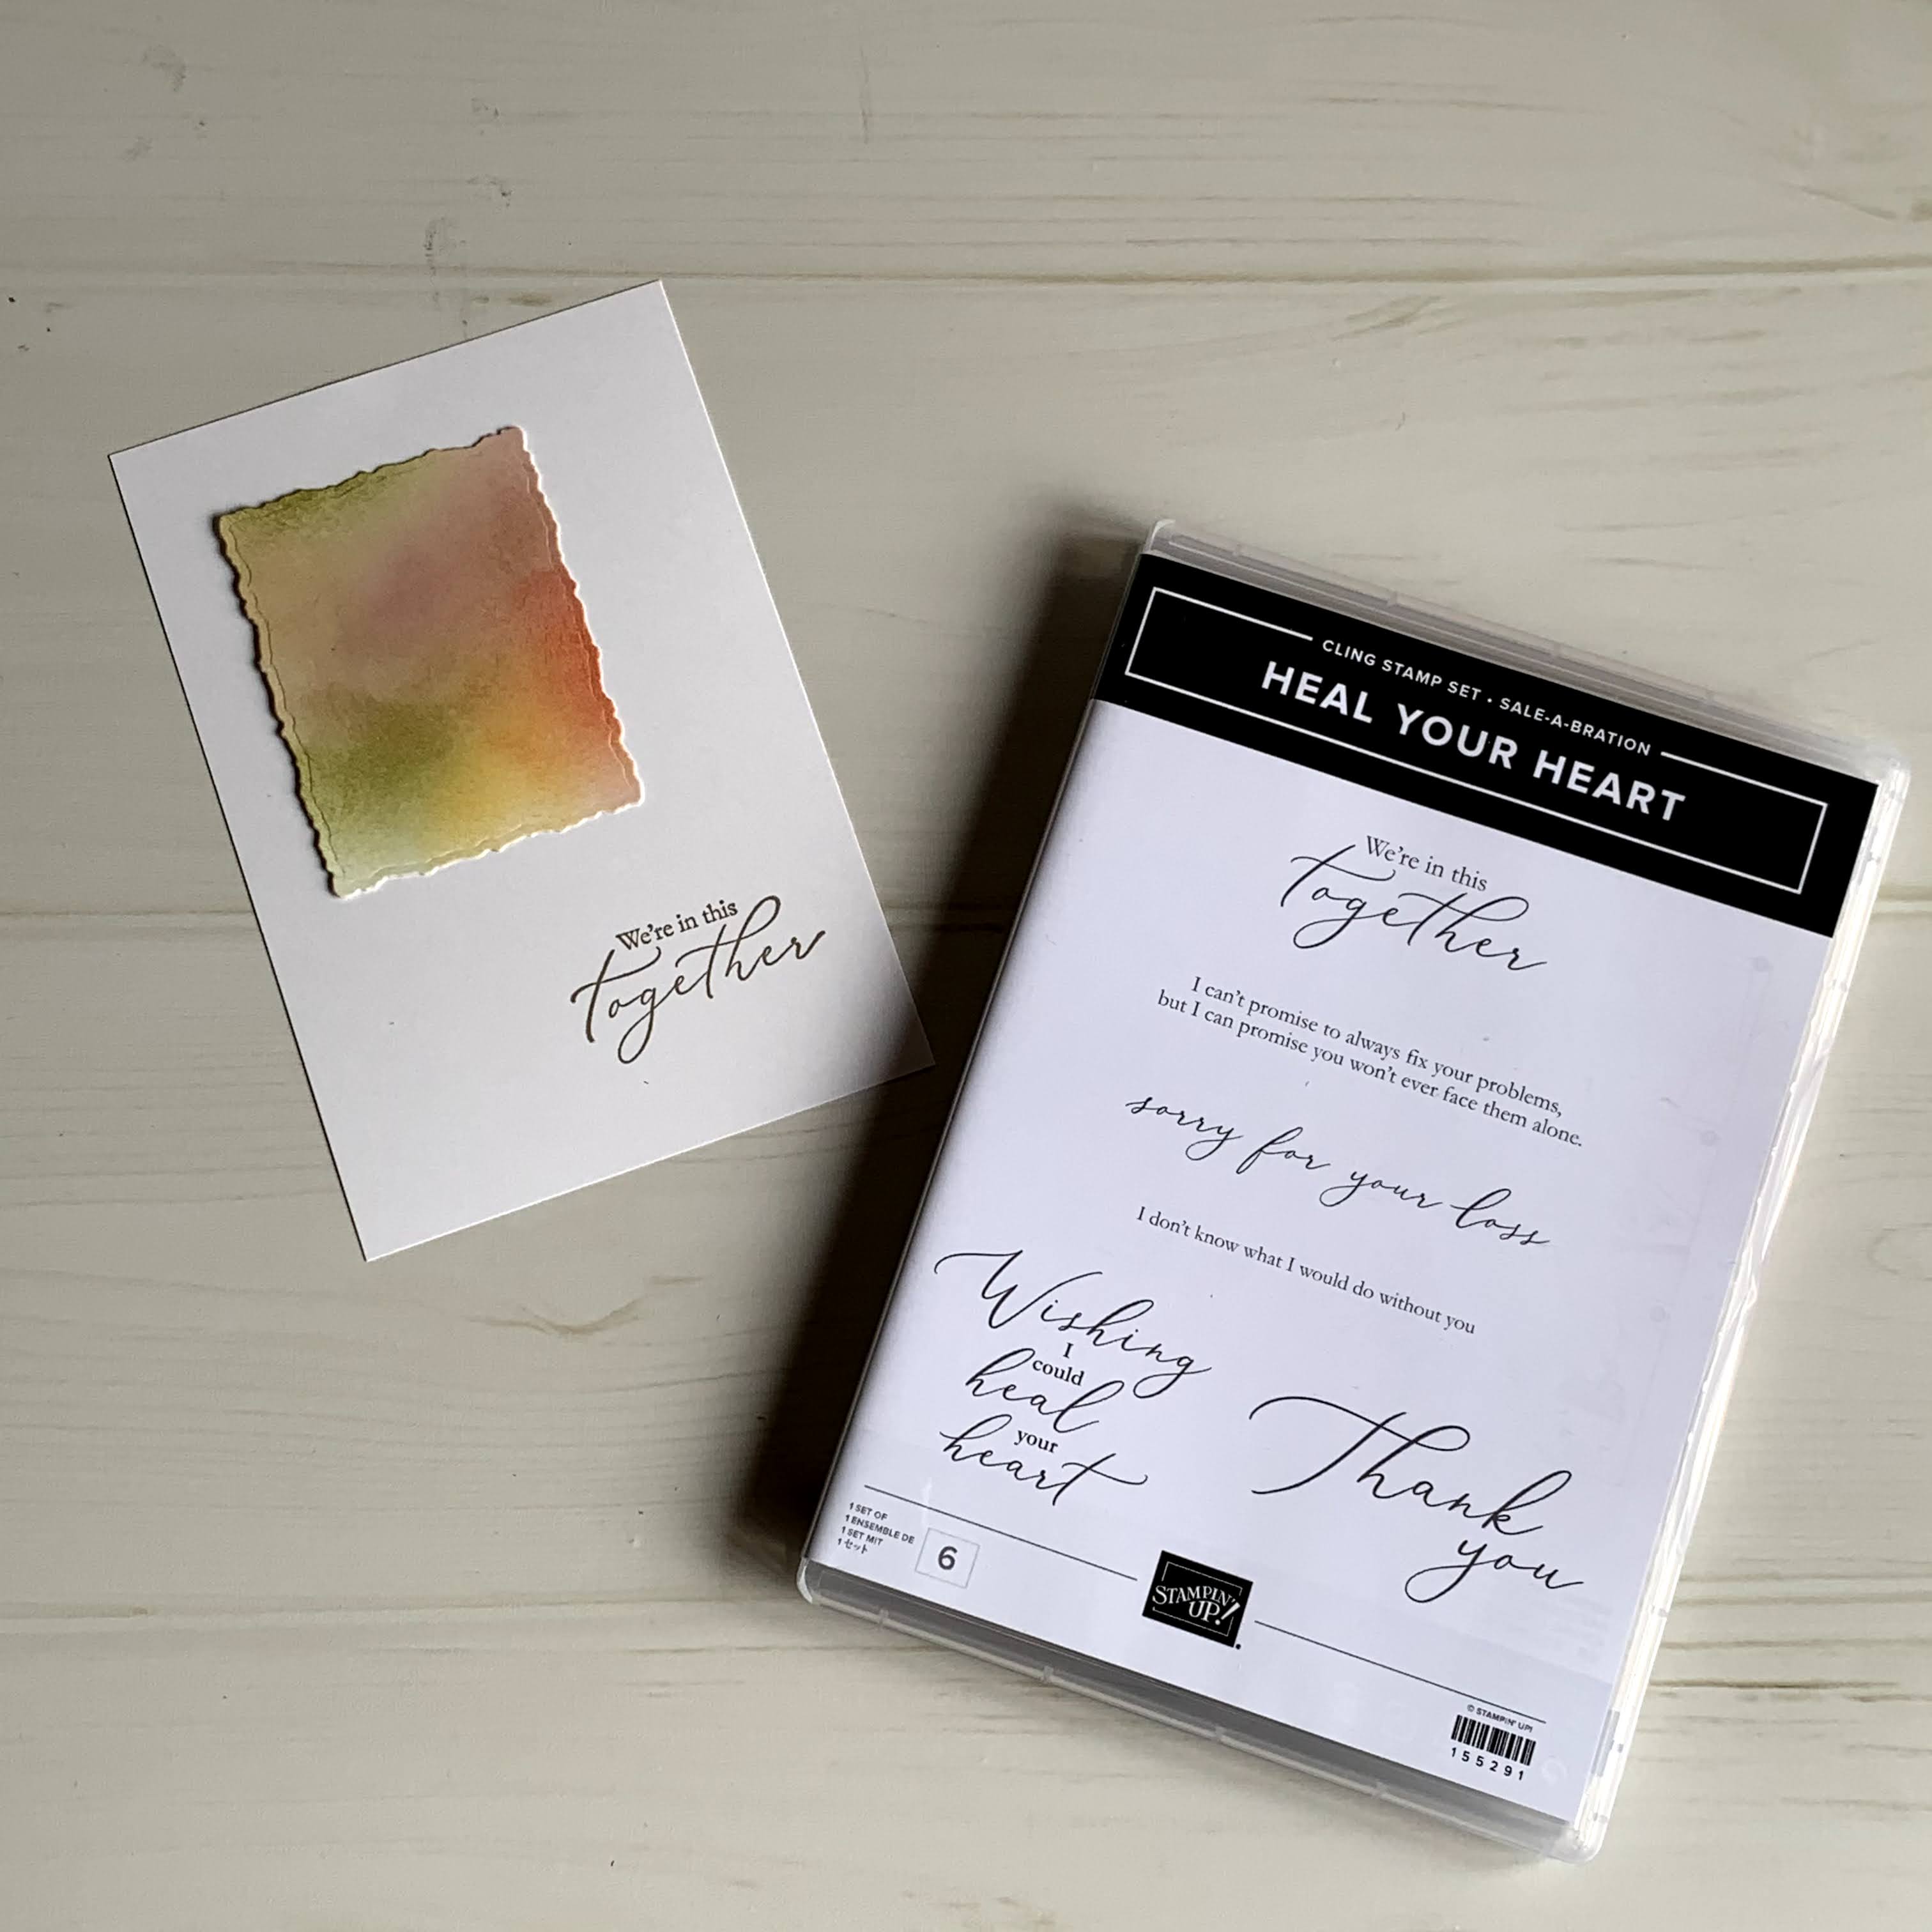 We're in this
together
CLING STAMP SET • SALE-A-BRATION
HEAL YOUR HEART
We're in this
together
I can't promise to always fix your problems,
but I can promise you won't ever face them alone.
sorry for your loss
I don't know what I would do without you
Wishing
I
could
heal
your
heart
Thank
you
1 SET OF
1 ENSEMBLE DE
1 SET MIT
1 セット
6
STAMPIN'
UP!
© STAMPIN' UP!
155291